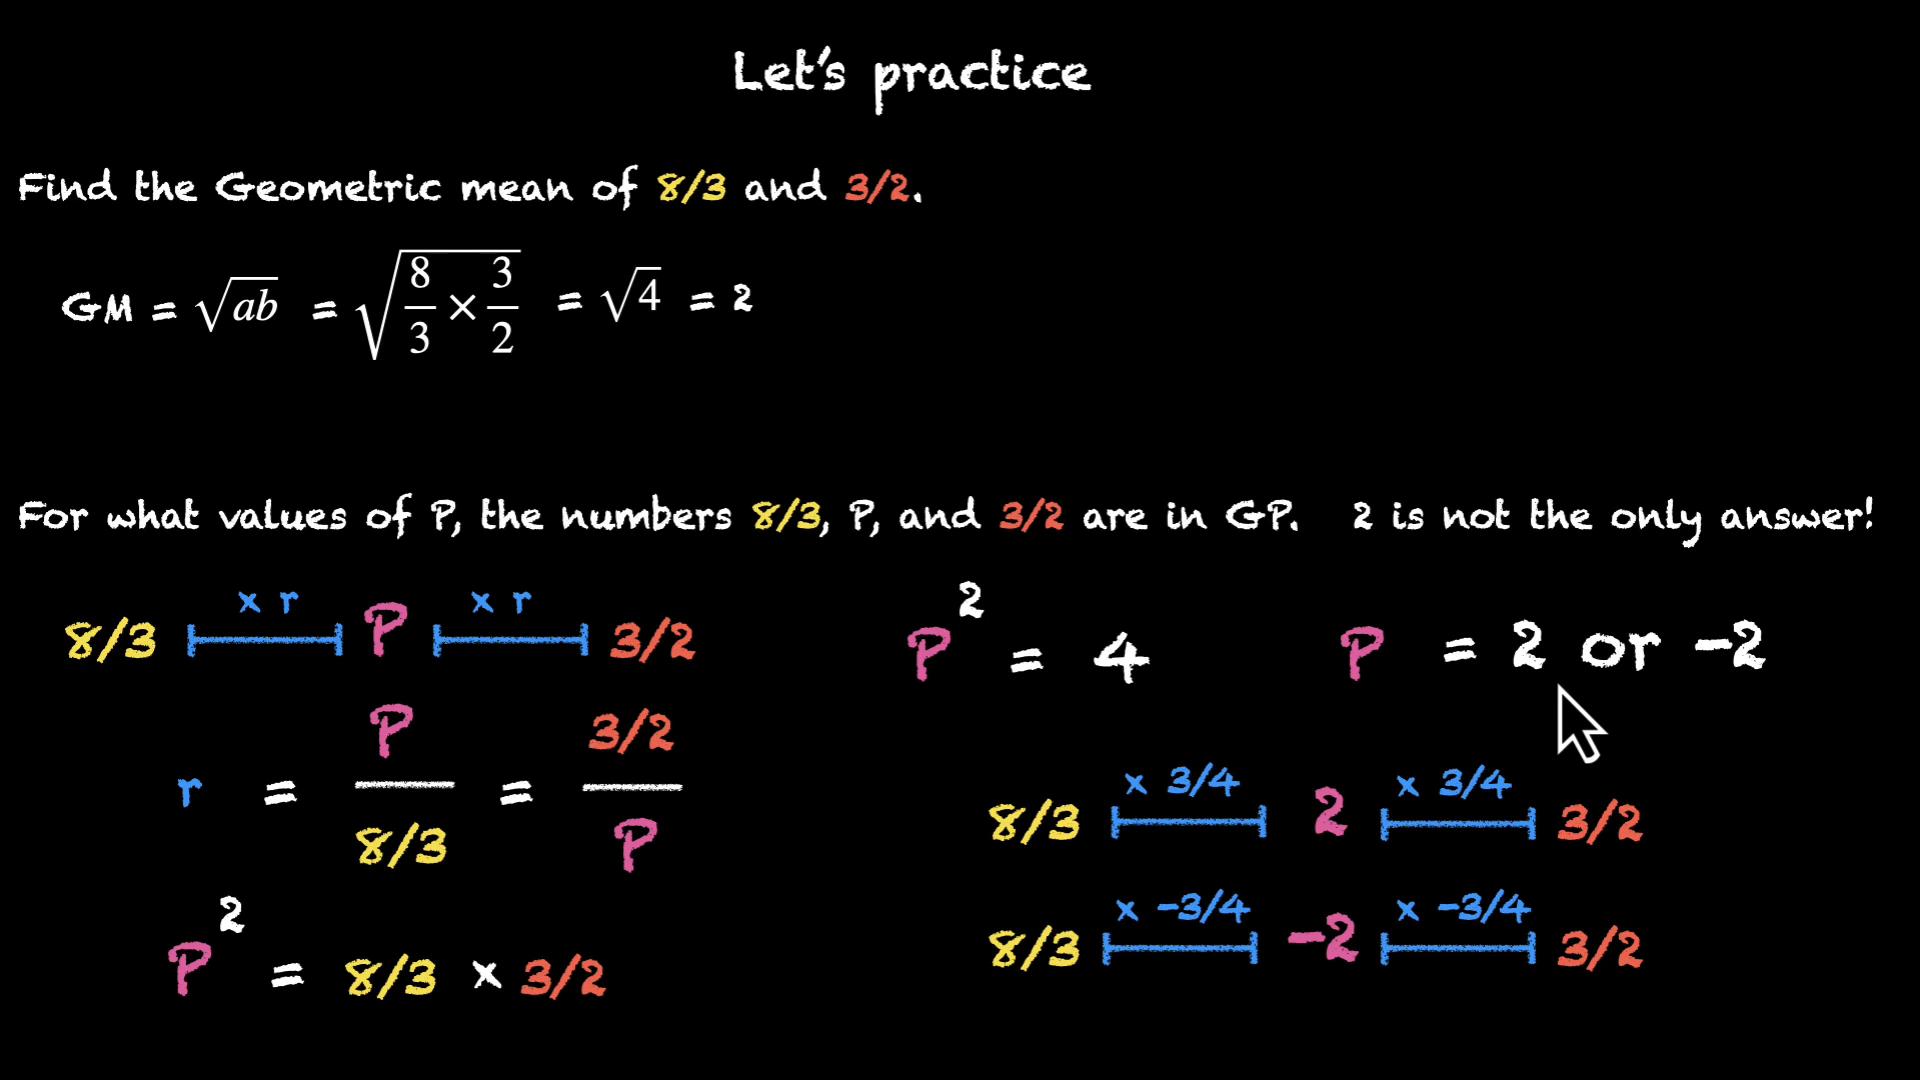 Let's practice
Find the Geometric mean of 8/3 and 3/2.
GM = √ab = √8/3 × 3/2 = √4 = 2
For what values of P, the numbers 8/3, P, and 3/2 are in GP. 2 is not the only answer!
x r x r
8/3 P 3/2
r = P/8/3 = 3/2/P
P² = 8/3 x 3/2
P² = 4 P = 2 or -2
x 3/4 x 3/4
8/3 2 3/2
x -3/4 x -3/4
8/3 -2 3/2